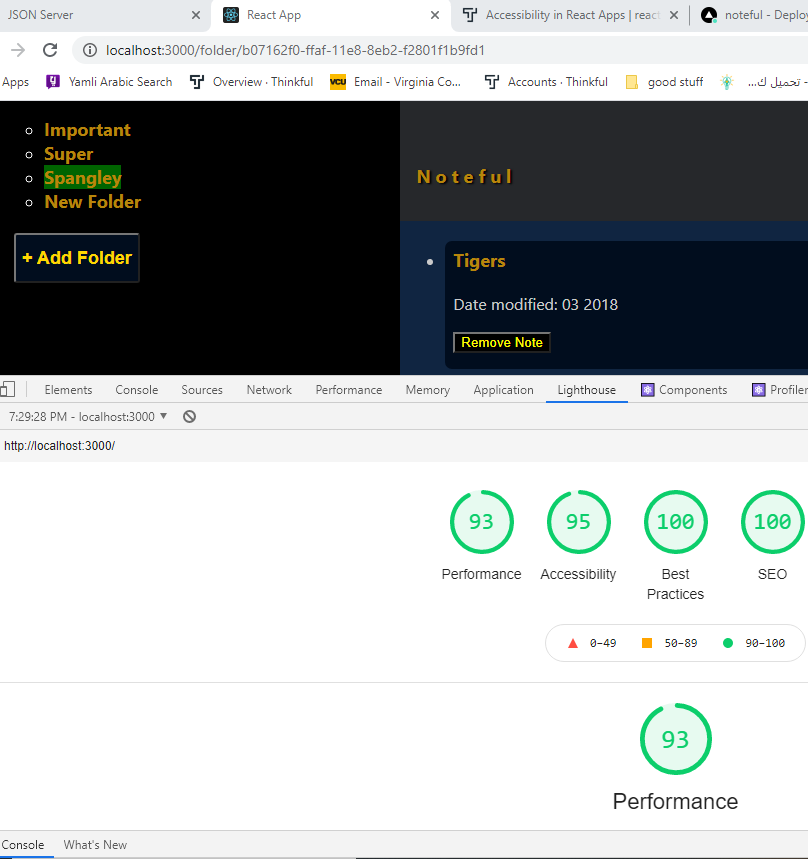 JSON Server
React App
Accessibility in React Apps | react
noteful - Deploy
localhost:3000/folder/b07162f0-ffaf-11e8-8eb2-f2801f1b9fd1
Apps
Yamli Arabic Search
Overview · Thinkful
VCU
Email - Virginia Co...
Accounts · Thinkful
good stuff
تحميل ك... -
Important
Super
Spangley
New Folder
+ Add Folder
Noteful
Tigers
Date modified: 03 2018
Remove Note
Elements Console Sources Network Performance Memory Application Lighthouse Components Profiler
7:29:28 PM - localhost:3000
http://localhost:3000/
93 95 100 100
Performance Accessibility Best Practices SEO
0–49 50–89 90–100
93
Performance
Console What's New